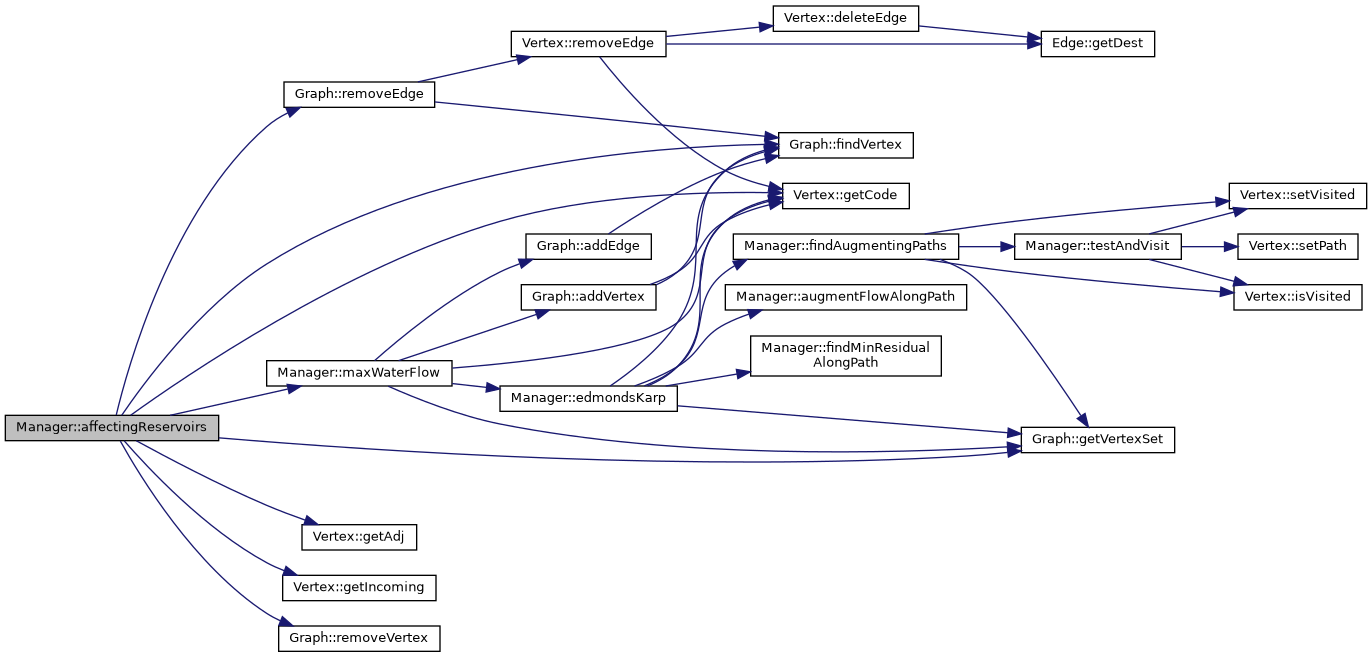 Vertex::deleteEdge
Vertex::removeEdge
Edge::getDest
Graph::removeEdge
Graph::findVertex
Vertex::getCode
Vertex::setVisited
Graph::addEdge
Manager::findAugmentingPaths
Manager::testAndVisit
Vertex::setPath
Graph::addVertex
Manager::augmentFlowAlongPath
Vertex::isVisited
Manager::findMinResidual
AlongPath
Manager::maxWaterFlow
Manager::edmondsKarp
Manager::affectingReservoirs
Graph::getVertexSet
Vertex::getAdj
Vertex::getIncoming
Graph::removeVertex